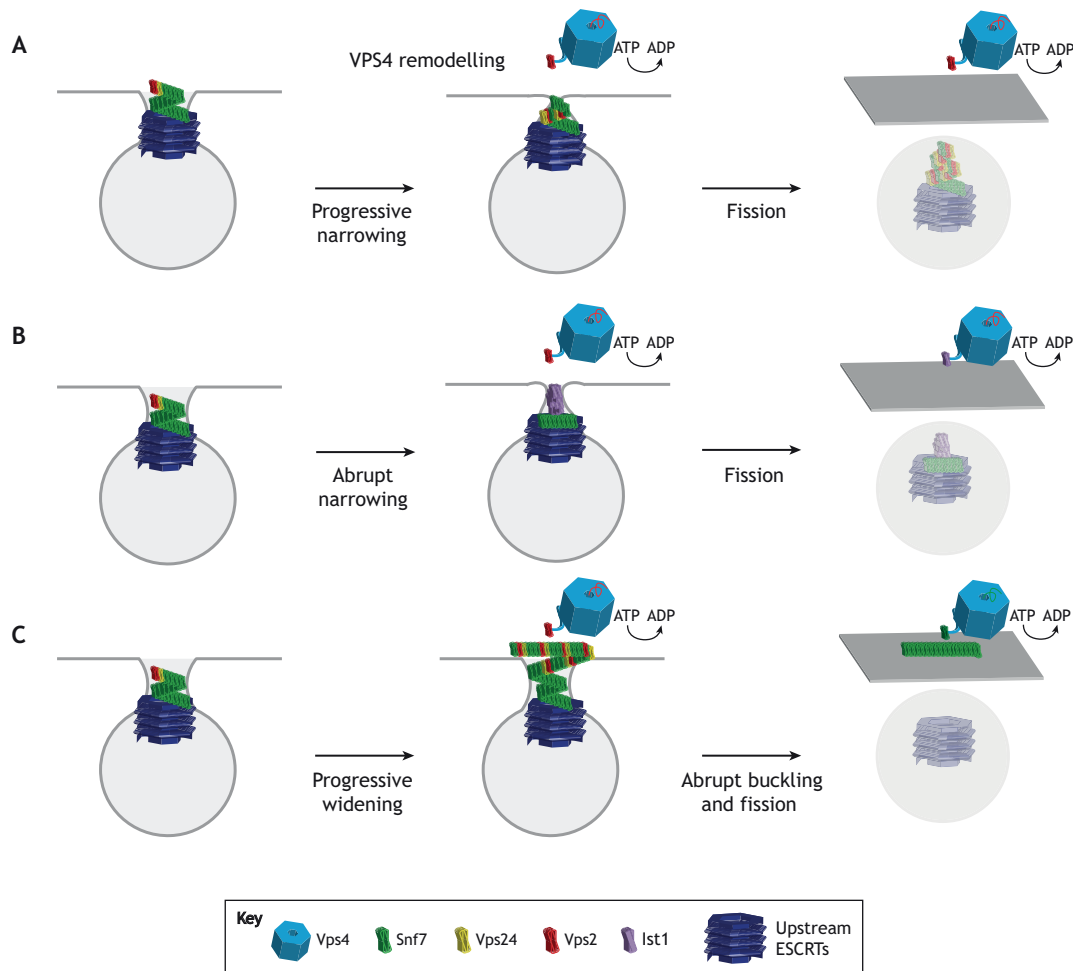 A
VPS4 remodelling
ATP ADP
ATP ADP
Progressive
narrowing
Fission
B
ATP ADP
ATP ADP
Abrupt
narrowing
Fission
C
ATP ADP
ATP ADP
Progressive
widening
Abrupt buckling
and fission
Key
Vps4
Snf7
Vps24
Vps2
Ist1
Upstream
ESCRTs